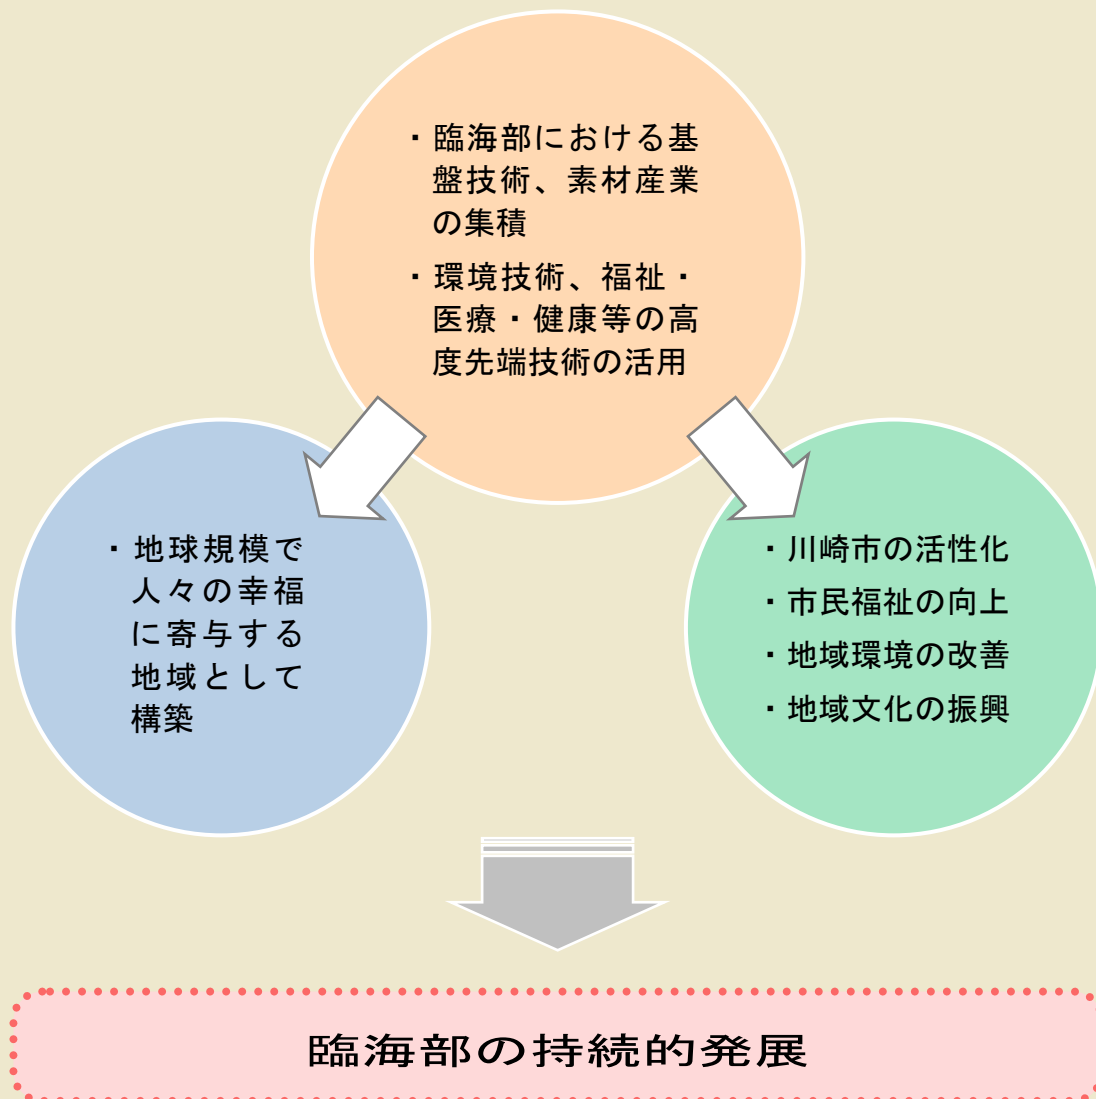 ・臨海部における基
盤技術、素材産業
の集積
・環境技術、福祉・
医療・健康等の高
度先端技術の活用
・地球規模で
人々の幸福
に寄与する
地域として
構築
・川崎市の活性化
・市民福祉の向上
・地域環境の改善
・地域文化の振興
臨海部の持続的発展